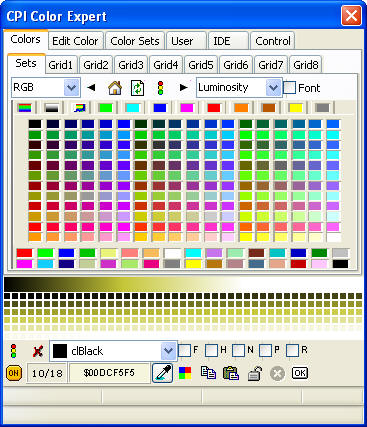 CPI Color Expert
Colors Edit Color Color Sets User IDE Control
Sets Grid1 Grid2 Grid3 Grid4 Grid5 Grid6 Grid7 Grid8
RGB Luminosity Font
clBlack F H N P R
ON 10/18 $00DCF5F5 OK